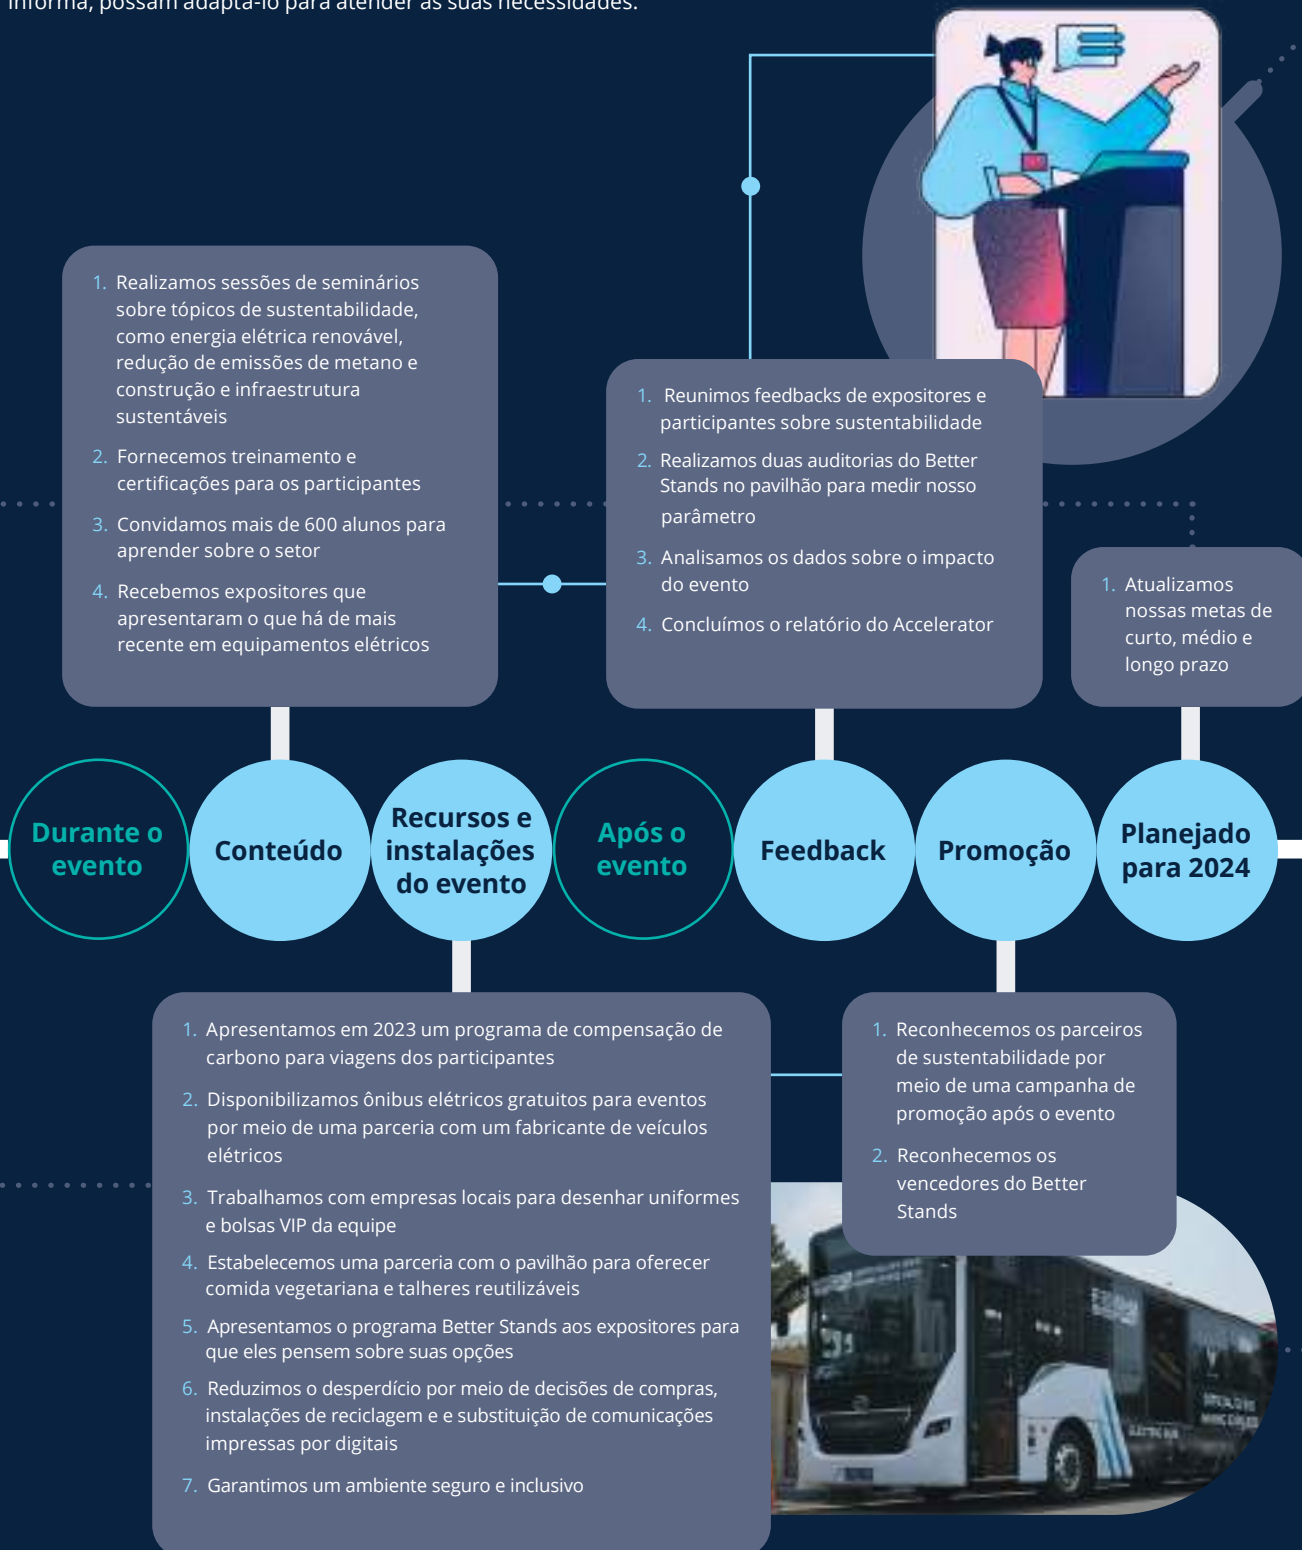 informa, possam adaptá-lo para atender às suas necessidades.
1. Realizamos sessões de seminários
sobre tópicos de sustentabilidade,
como energia elétrica renovável,
redução de emissões de metano e
construção e infraestrutura
sustentáveis
2. Fornecemos treinamento e
certificações para os participantes
3. Convidamos mais de 600 alunos para
aprender sobre o setor
4. Recebemos expositores que
apresentaram o que há de mais
recente em equipamentos elétricos
1. Reunimos feedbacks de expositores e
participantes sobre sustentabilidade
2. Realizamos duas auditorias do Better
Stands no pavilhão para medir nosso
parâmetro
3. Analisamos os dados sobre o impacto
do evento
4. Concluímos o relatório do Accelerator
1. Atualizamos
nossas metas de
curto, médio e
longo prazo
Durante o
evento
Conteúdo
Recursos e
instalações
do evento
Após o
evento
Feedback
Promoção
Planejado
para 2024
1. Apresentamos em 2023 um programa de compensação de
carbono para viagens dos participantes
2. Disponibilizamos ônibus elétricos gratuitos para eventos
por meio de uma parceria com um fabricante de veículos
elétricos
3. Trabalhamos com empresas locais para desenhar uniformes
e bolsas VIP da equipe
4. Estabelecemos uma parceria com o pavilhão para oferecer
comida vegetariana e talheres reutilizáveis
5. Apresentamos o programa Better Stands aos expositores para
que eles pensem sobre suas opções
6. Reduzimos o desperdício por meio de decisões de compras,
instalações de reciclagem e e substituição de comunicações
impressas por digitais
7. Garantimos um ambiente seguro e inclusivo
1. Reconhecemos os parceiros
de sustentabilidade por
meio de uma campanha de
promoção após o evento
2. Reconhecemos os
vencedores do Better
Stands
ELECTRIC BUS